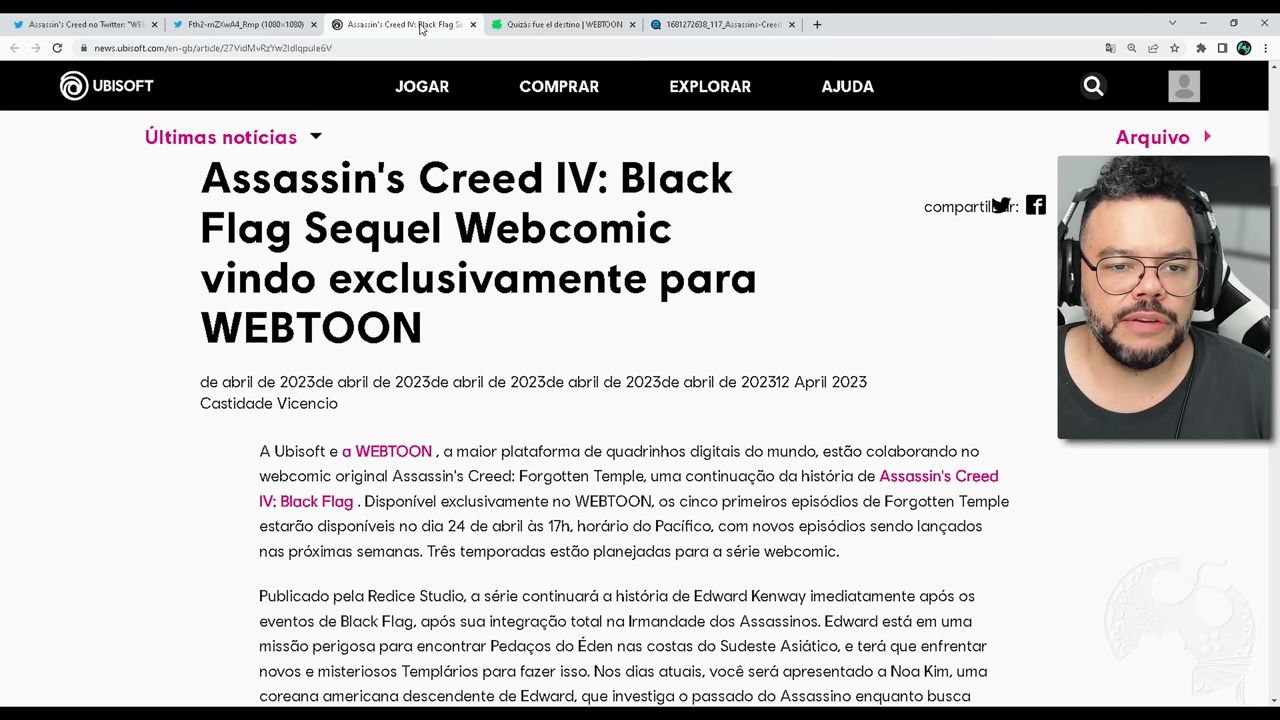 Assassin's Creed no Twitter: "WEE
Fth2-mZXwA4_Rmp (1080×1080)
Assassin's Creed IV: Black Flag Se
Quizás fue el destino | WEBTOON
1681272638_117_Assassins-Creed
news.ubisoft.com/en-gb/article/27VidMvRzYw2IdIqpule6V
UBISOFT
JOGAR
COMPRAR
EXPLORAR
AJUDA
Últimas notícias
Arquivo
Assassin's Creed IV: Black
Flag Sequel Webcomic
vindo exclusivamente para
WEBTOON
compartilhar:
de abril de 2023de abril de 2023de abril de 2023de abril de 2023de abril de 202312 April 2023
Castidade Vicencio
A Ubisoft e a WEBTOON , a maior plataforma de quadrinhos digitais do mundo, estão colaborando no
webcomic original Assassin's Creed: Forgotten Temple, uma continuação da história de Assassin's Creed
IV: Black Flag . Disponível exclusivamente no WEBTOON, os cinco primeiros episódios de Forgotten Temple
estarão disponíveis no dia 24 de abril às 17h, horário do Pacífico, com novos episódios sendo lançados
nas próximas semanas. Três temporadas estão planejadas para a série webcomic.
Publicado pela Redice Studio, a série continuará a história de Edward Kenway imediatamente após os
eventos de Black Flag, após sua integração total na Irmandade dos Assassinos. Edward está em uma
missão perigosa para encontrar Pedaços do Éden nas costas do Sudeste Asiático, e terá que enfrentar
novos e misteriosos Templários para fazer isso. Nos dias atuais, você será apresentado a Noa Kim, uma
coreana americana descendente de Edward, que investiga o passado do Assassino enquanto busca